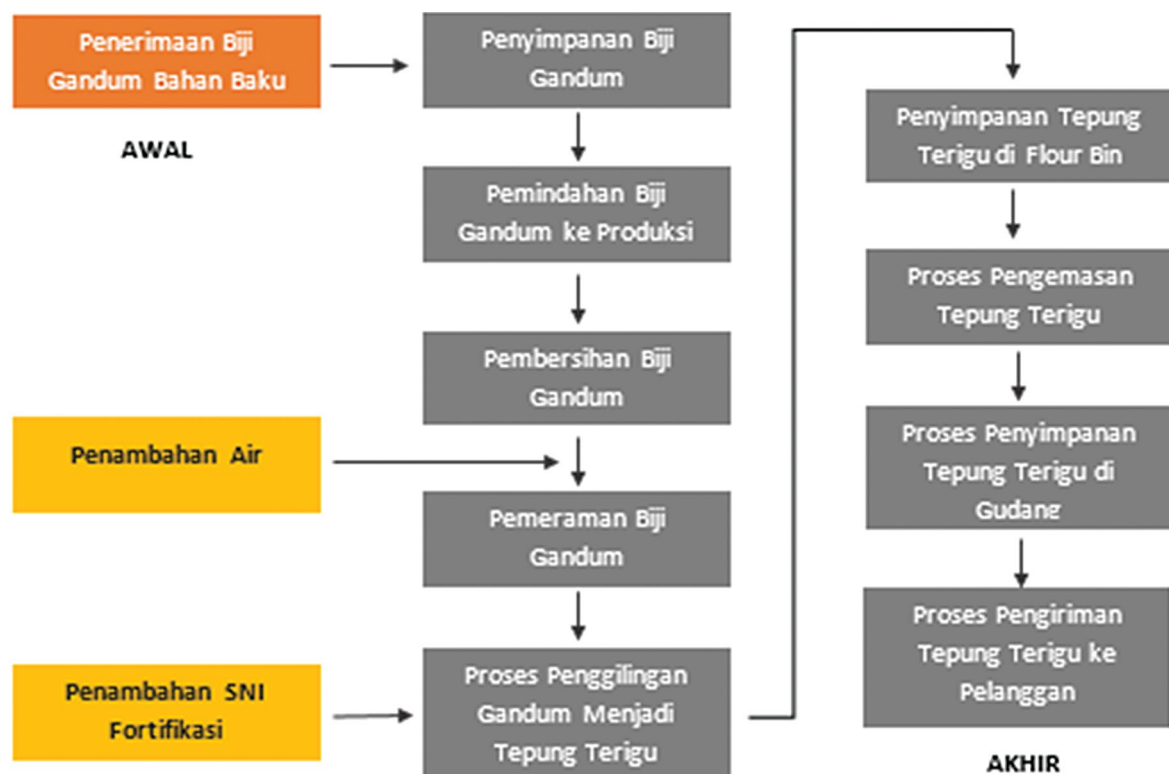 Penerimaan Biji
Gandum Bahan Baku
AWAL
Penyimpanan Biji
Gandum
Pemindahan Biji
Gandum ke Produksi
Pembersihan Biji
Gandum
Penambahan Air
Pemeraman Biji
Gandum
Penambahan SNI
Fortifikasi
Proses Penggilingan
Gandum Menjadi
Tepung Terigu
Penyimpanan Tepung
Terigu di Flour Bin
Proses Pengemasan
Tepung Terigu
Proses Penyimpanan
Tepung Terigu di
Gudang
Proses Pengiriman
Tepung Terigu ke
Pelanggan
AKHIR